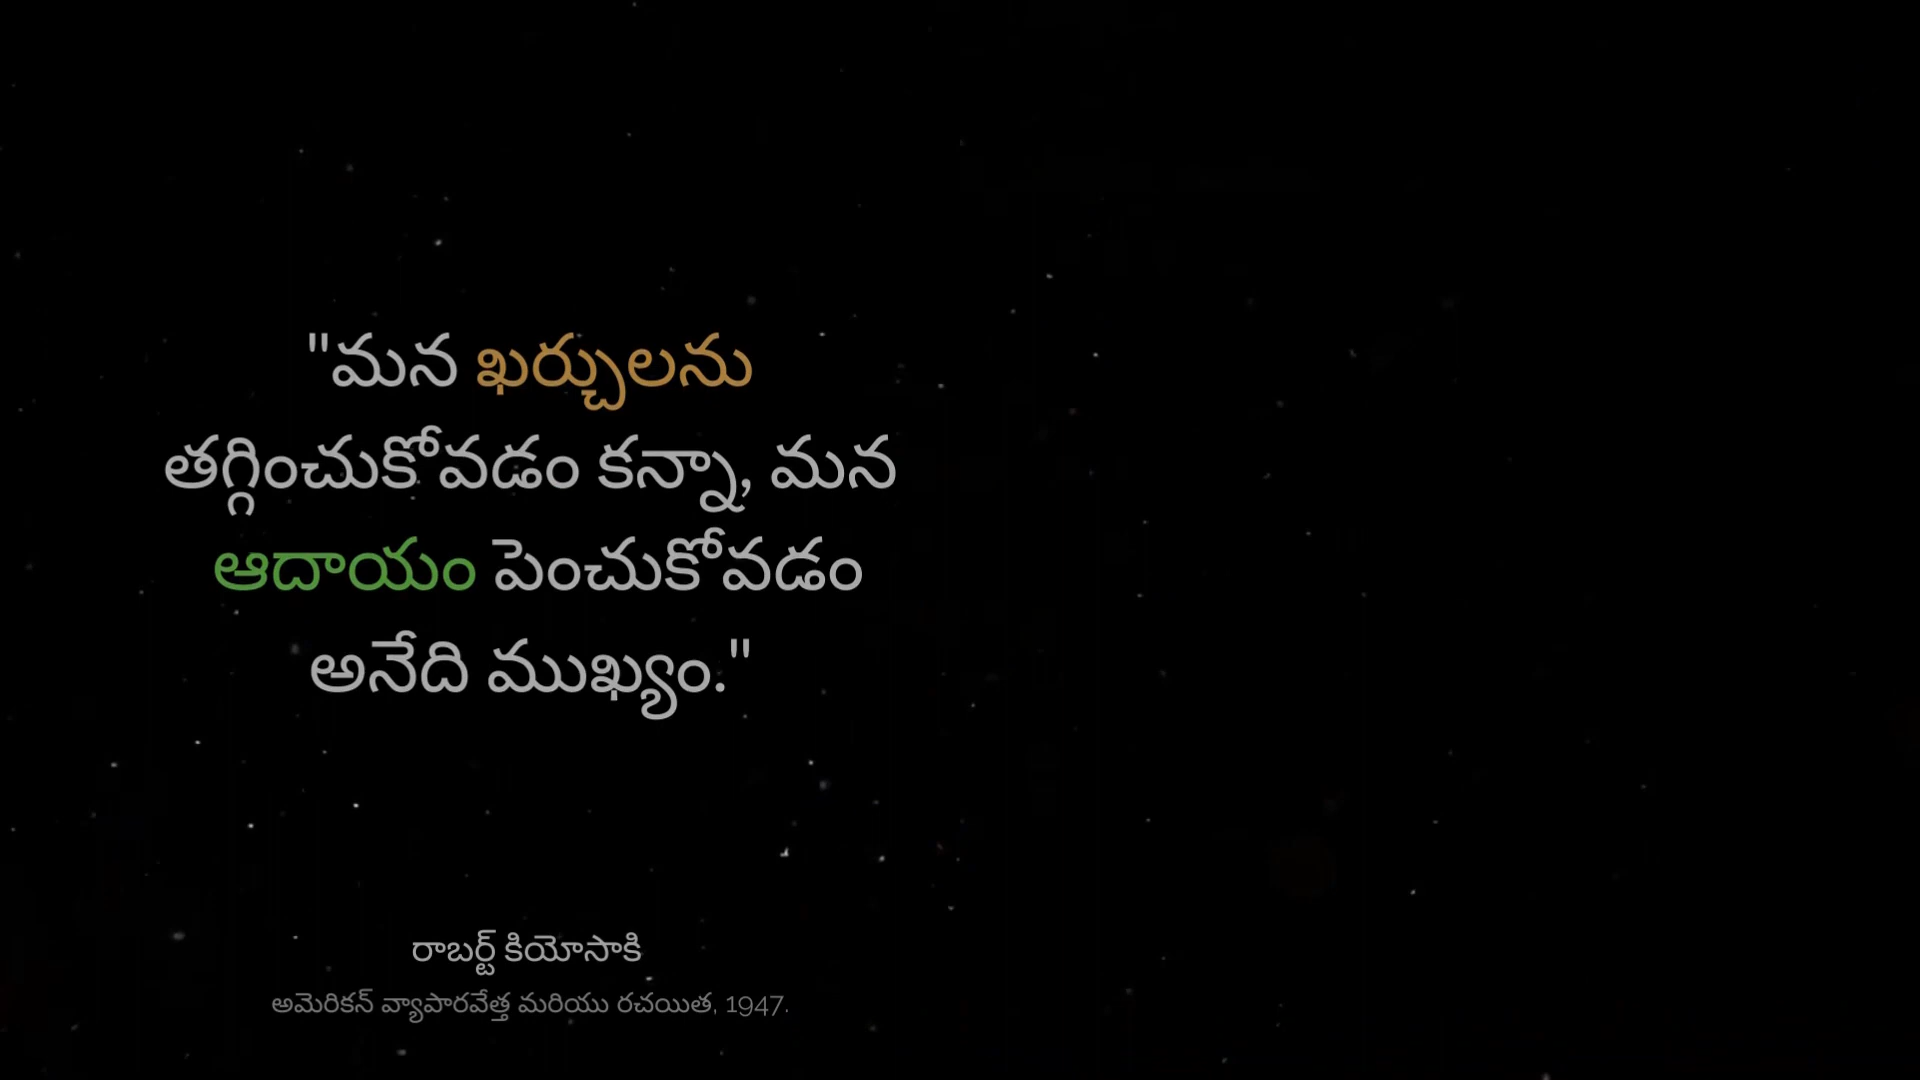 "మన ఖర్చులను
తగ్గించుకోవడం కన్నా, మన
ఆదాయం పెంచుకోవడం
అనేది ముఖ్యం."
రాబర్ట్ కియోసాకి
అమెరికన్ వ్యాపారవేత్త మరియు రచయిత, 1947.